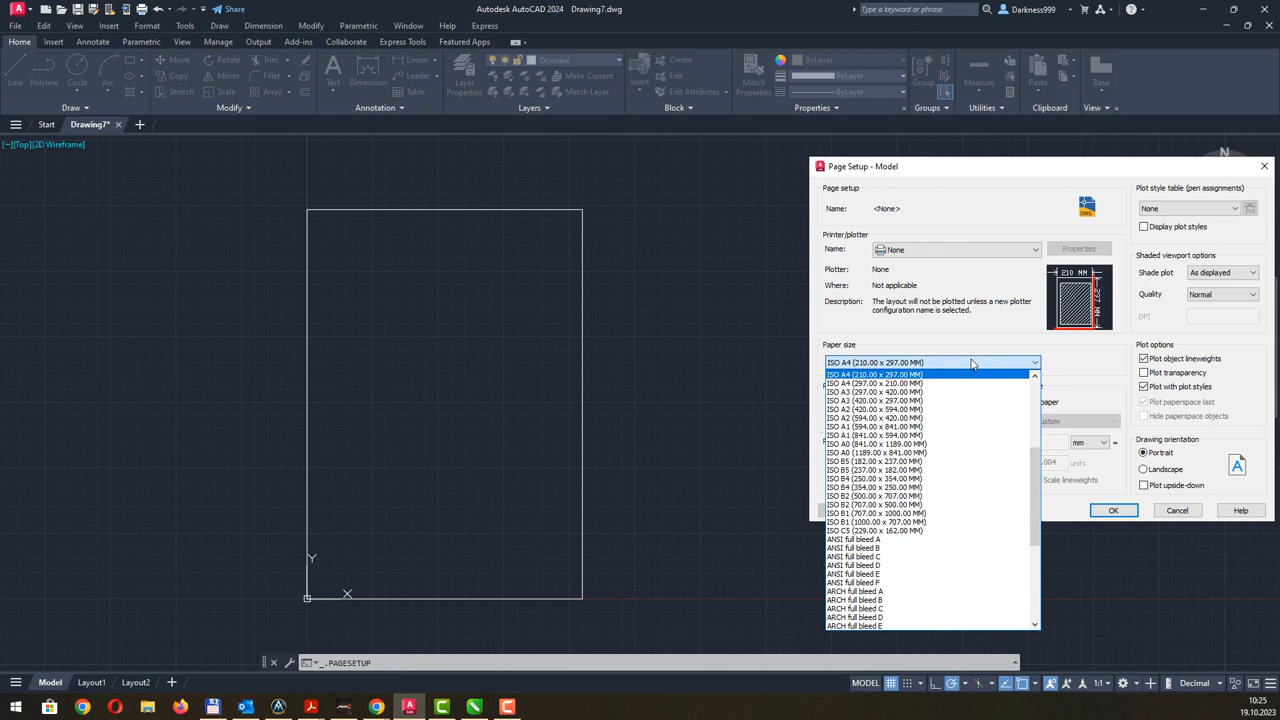 Share
Autodesk AutoCAD 2024 Drawing7.dwg
Type a keyword or phrase
Darkness999
File Edit View Insert Format Tools Draw Dimension Modify Parametric Window Help Express
Home Insert Annotate Parametric View Manage Output Add-ins Collaborate Express Tools Featured Apps
Line Polyline Circle Arc
Move Rotate Trim
Copy Mirror Fillet
Stretch Scale Array
Text Dimension
Linear
Leader
Table
Layer
Properties
Основні
Make Current
Match Layer
Insert
Create
Edit
Edit Attributes
Match
Properties
ByLayer
ByLayer
ByLayer
Group
Measure
Paste
Base
Draw Modify Annotation Layers Block Properties Groups Utilities Clipboard View
Start Drawing7*
[−][Top][2D Wireframe]
N
Y
X
Page Setup - Model
Page setup
Name: <None>
DWG
Printer/plotter
Name: None Properties
Plotter: None
Where: Not applicable
Description: The layout will not be plotted unless a new plotter
configuration name is selected.
210 MM
297 MM
Paper size
ISO A4 (210.00 x 297.00 MM)
ISO A4 (210.00 x 297.00 MM)
ISO A4 (297.00 x 210.00 MM)
ISO A3 (297.00 x 420.00 MM)
ISO A3 (420.00 x 297.00 MM)
ISO A2 (420.00 x 594.00 MM)
ISO A2 (594.00 x 420.00 MM)
ISO A1 (594.00 x 841.00 MM)
ISO A1 (841.00 x 594.00 MM)
ISO A0 (841.00 x 1189.00 MM)
ISO A0 (1189.00 x 841.00 MM)
ISO B5 (182.00 x 237.00 MM)
ISO B5 (237.00 x 182.00 MM)
ISO B4 (250.00 x 354.00 MM)
ISO B4 (354.00 x 250.00 MM)
ISO B2 (500.00 x 707.00 MM)
ISO B2 (707.00 x 500.00 MM)
ISO B1 (707.00 x 1000.00 MM)
ISO B1 (1000.00 x 707.00 MM)
ISO C5 (229.00 x 162.00 MM)
ANSI full bleed A
ANSI full bleed B
ANSI full bleed C
ANSI full bleed D
ANSI full bleed E
ANSI full bleed F
ARCH full bleed A
ARCH full bleed B
ARCH full bleed C
ARCH full bleed D
ARCH full bleed E
paper
mm =
units
Scale lineweights
Plot style table (pen assignments)
None
Display plot styles
Shaded viewport options
Shade plot As displayed
Quality Normal
DPI
Plot options
Plot object lineweights
Plot transparency
Plot with plot styles
Plot paperspace last
Hide paperspace objects
Drawing orientation
Portrait
Landscape
Plot upside-down
A
OK Cancel Help
_.PAGESETUP
Model Layout1 Layout2
MODEL
1:1
Decimal
10:25
19.10.2023